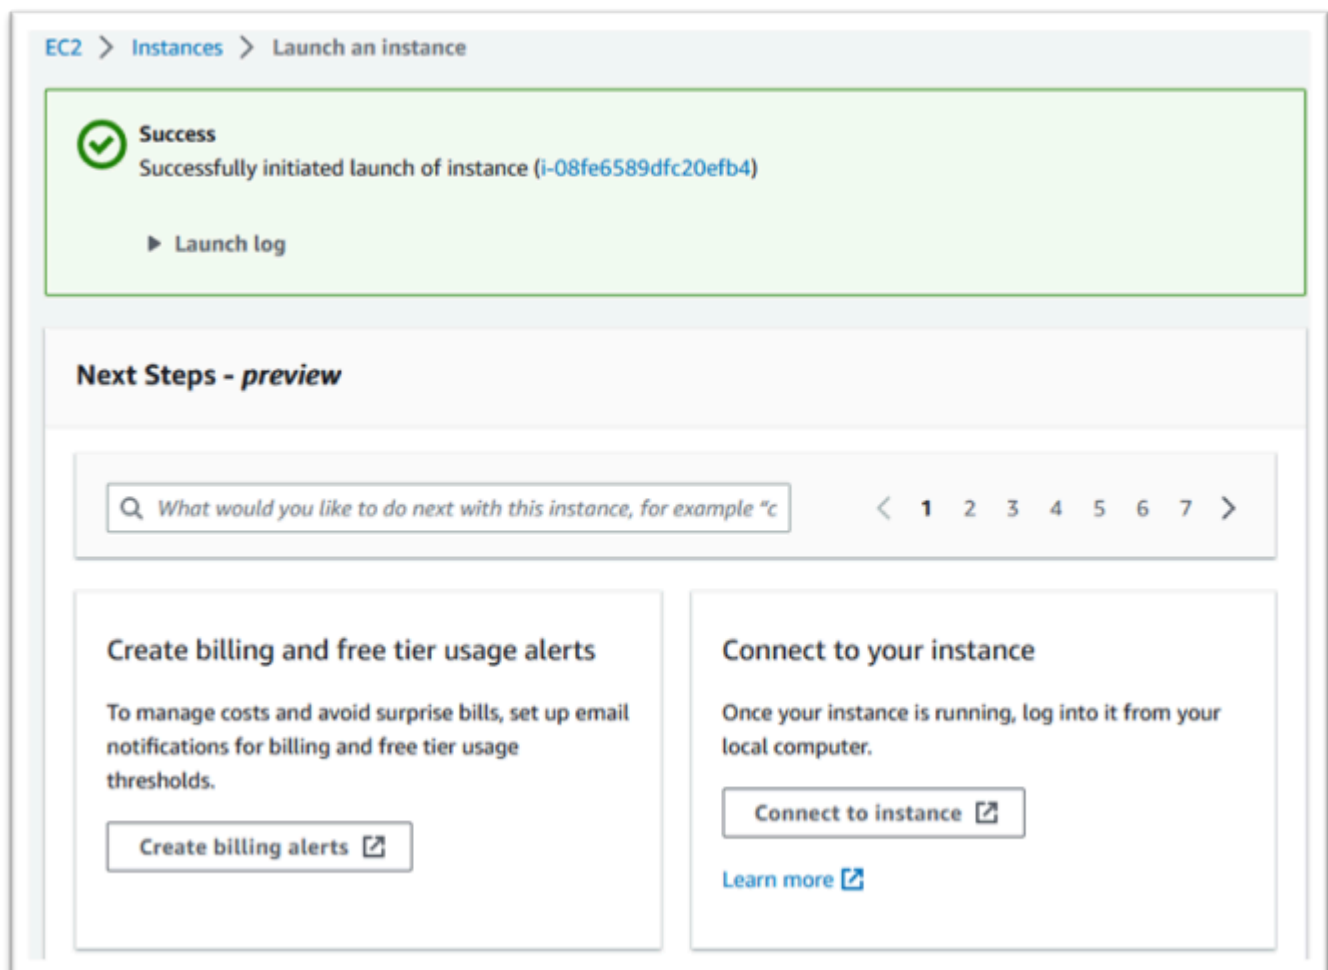 EC2 > Instances > Launch an instance
Success
Successfully initiated launch of instance (i-08fe6589dfc20efb4)
Launch log
Next Steps - preview
What would you like to do next with this instance, for example "c
< 1 2 3 4 5 6 7 >
Create billing and free tier usage alerts
To manage costs and avoid surprise bills, set up email
notifications for billing and free tier usage
thresholds.
Create billing alerts
Connect to your instance
Once your instance is running, log into it from your
local computer.
Connect to instance
Learn more